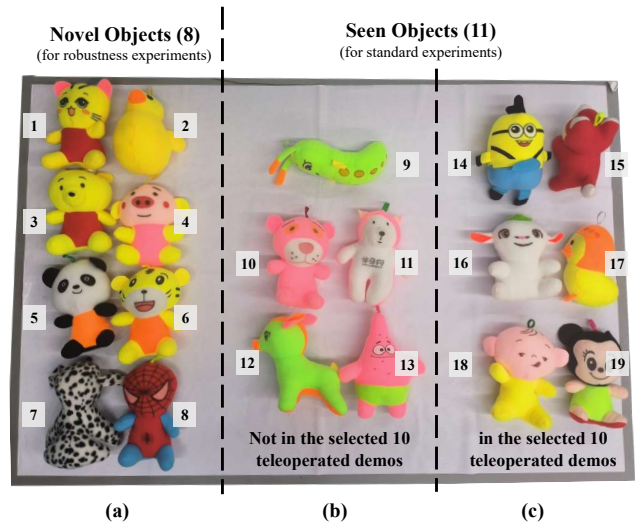 Novel Objects (8)
(for robustness experiments)
Seen Objects (11)
(for standard experiments)
1
2
3
4
5
6
7
8
9
10
11
12
13
Not in the selected 10
teleoperated demos
14
15
16
17
18
19
in the selected 10
teleoperated demos
(a)
(b)
(c)